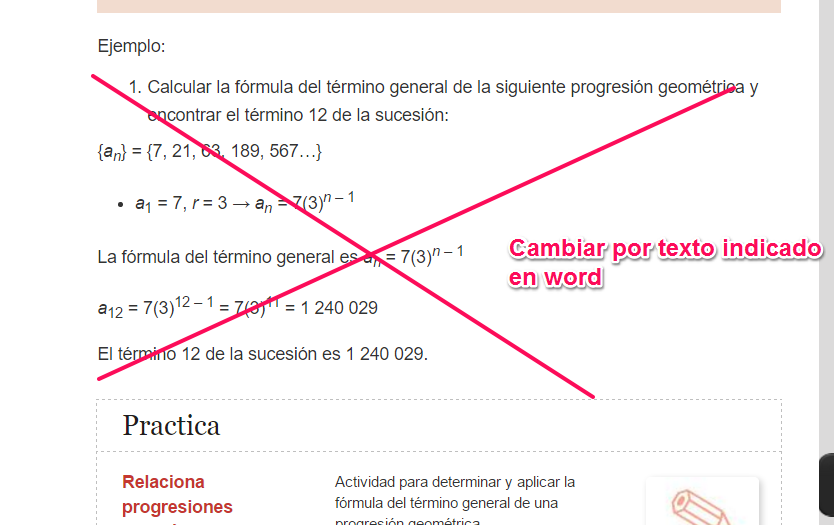 Ejemplo:
1. Calcular la fórmula del término general de la siguiente progresión geométrica y
encontrar el término 12 de la sucesión:
{aₙ} = {7, 21, 63, 189, 567…}
• a₁ = 7, r = 3 → aₙ = 7(3)ⁿ ⁻ ¹
La fórmula del término general es aₙ = 7(3)ⁿ ⁻ ¹
Cambiar por texto indicado
en word
a₁₂ = 7(3)¹² ⁻ ¹ = 7(3)¹¹ = 1 240 029
El término 12 de la sucesión es 1 240 029.
Practica
Relaciona
progresiones
Actividad para determinar y aplicar la
fórmula del término general de una
progresión geométrica